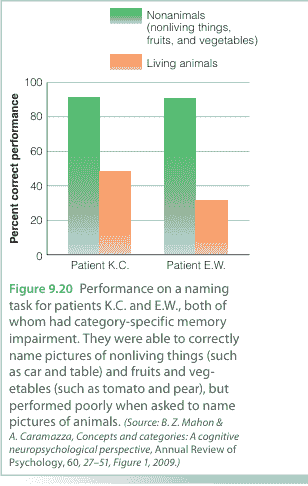 Nonanimals
(nonliving things,
fruits, and vegetables)
Living animals
Percent correct performance
100
80
60
40
20
0
Patient K.C. Patient E.W.
Figure 9.20 Performance on a naming
task for patients K.C. and E.W., both of
whom had category-specific memory
impairment. They were able to correctly
name pictures of nonliving things (such
as car and table) and fruits and veg-
etables (such as tomato and pear), but
performed poorly when asked to name
pictures of animals. (Source: B. Z. Mahon &
A. Caramazza, Concepts and categories: A cognitive
neuropsychological perspective, Annual Review of
Psychology, 60, 27–51, Figure 1, 2009.)